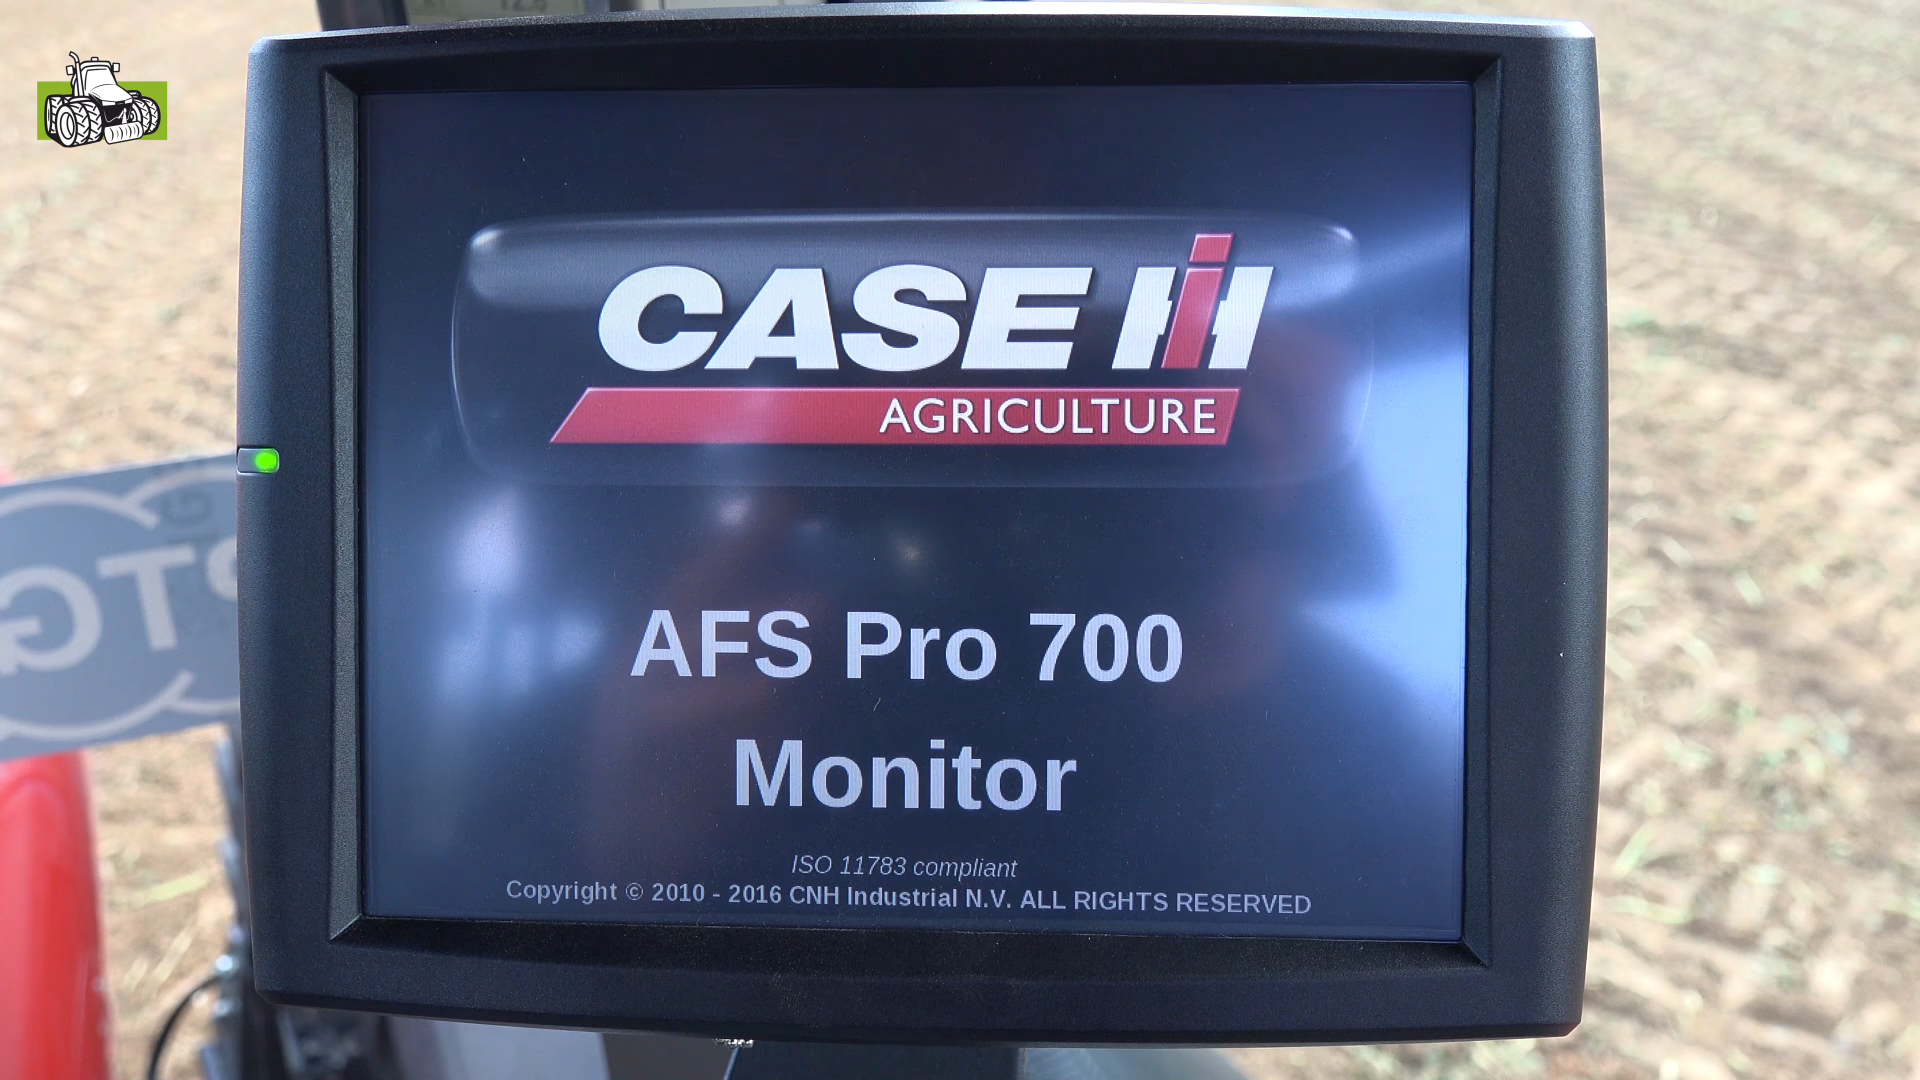 CASE IH
AGRICULTURE
AFS Pro 700
Monitor
ISO 11783 compliant
Copyright © 2010 - 2016 CNH Industrial N.V. ALL RIGHTS RESERVED